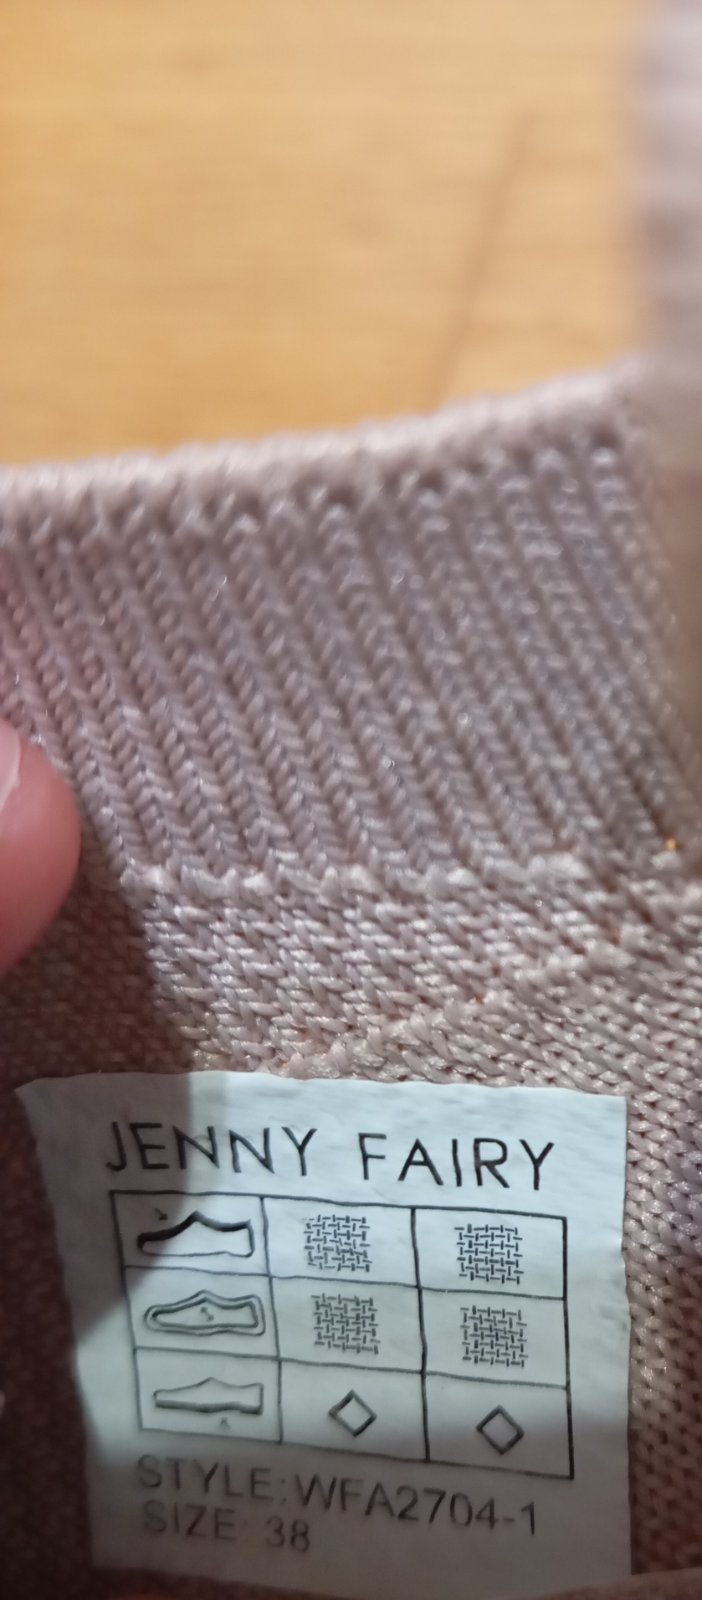 JENNY FAIRY
STYLE:WFA2704-1
SIZE 38